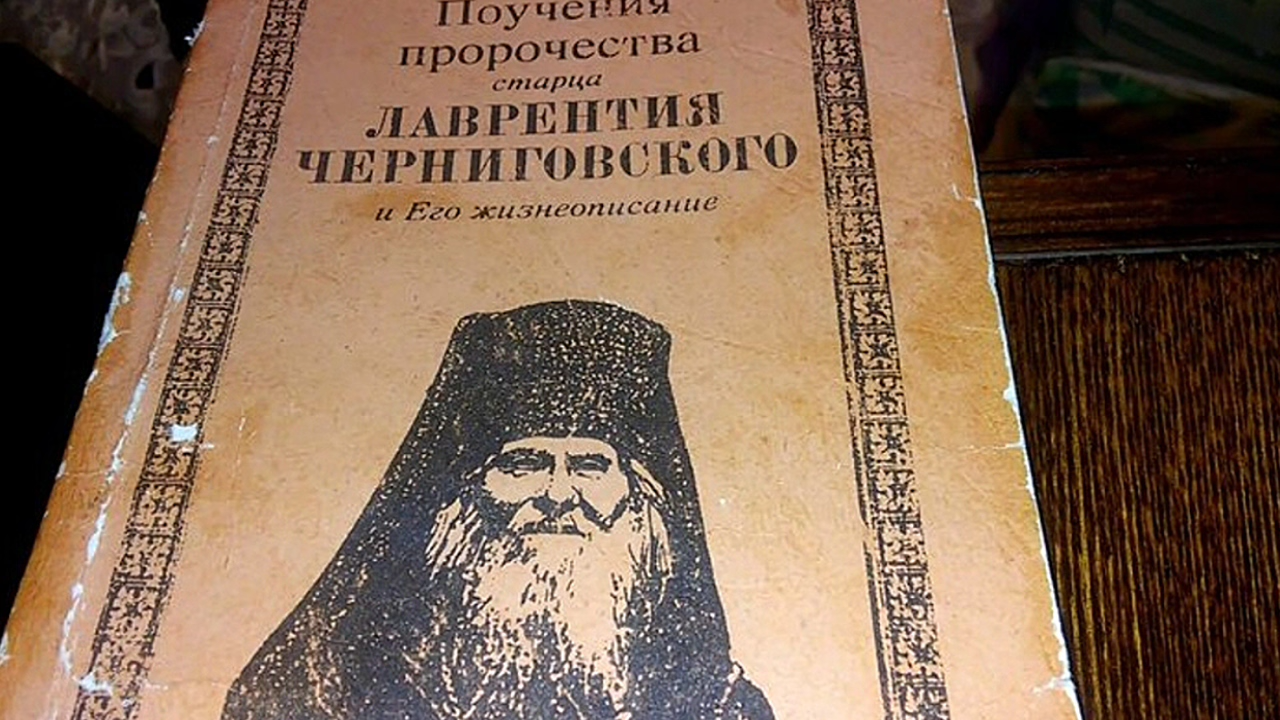 Поучения
пророчества
старца
ЛАВРЕНТИЯ
ЧЕРНИГОВСКОГО
и Его жизнеописание